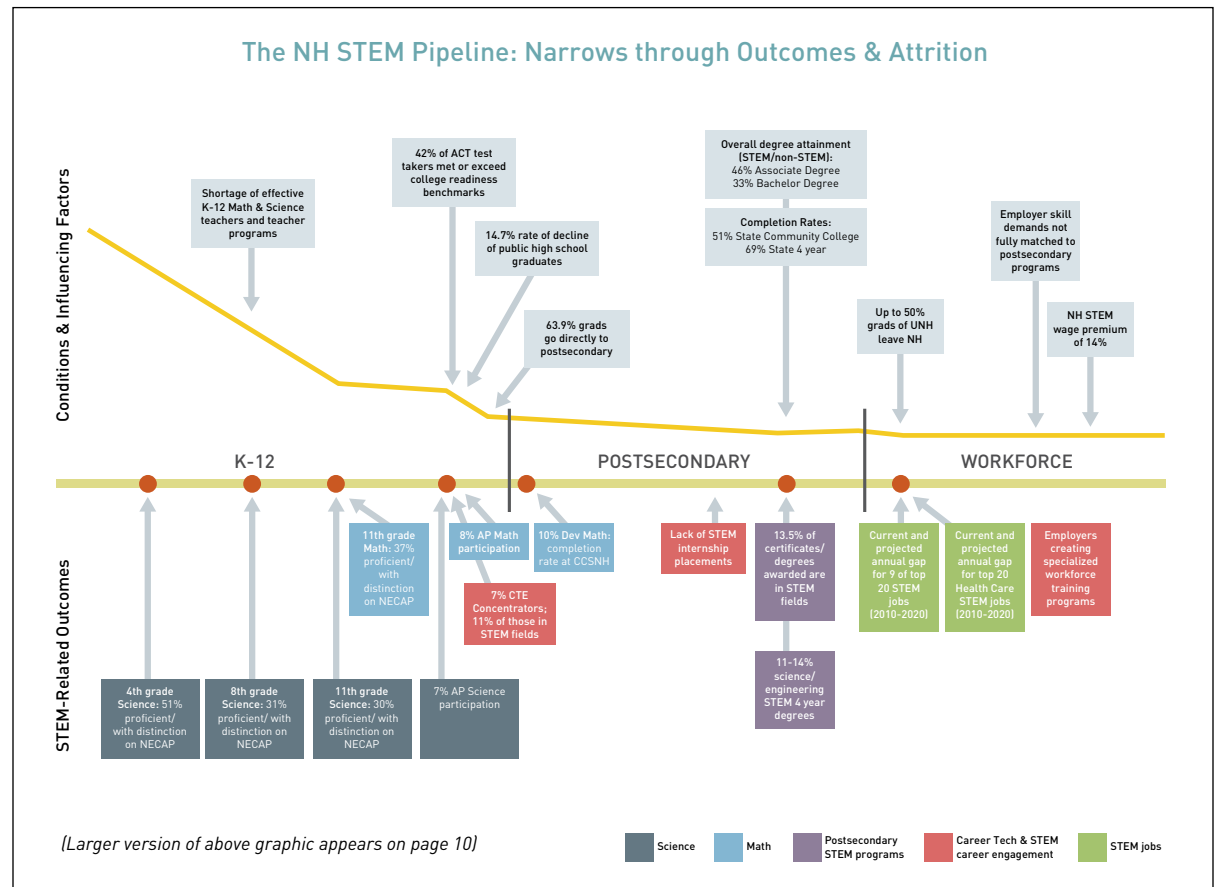 The NH STEM Pipeline: Narrows through Outcomes & Attrition
Conditions & Influencing Factors
Shortage of effective
K-12 Math & Science
teachers and teacher
programs
42% of ACT test
takers met or exceed
college readiness
benchmarks
14.7% rate of decline
of public high school
graduates
63.9% grads
go directly to
postsecondary
Overall degree attainment
(STEM/non-STEM):
46% Associate Degree
33% Bachelor Degree
Completion Rates:
51% State Community College
69% State 4 year
Up to 50%
grads of UNH
leave NH
Employer skill
demands not
fully matched to
postsecondary
programs
NH STEM
wage premium
of 14%
K-12
POSTSECONDARY
WORKFORCE
STEM-Related Outcomes
4th grade
Science: 51%
proficient/
with distinction
on NECAP
8th grade
Science: 31%
proficient/ with
distinction on
NECAP
11th grade
Science: 30%
proficient/ with
distinction on
NECAP
11th grade
Math: 37%
proficient/
with
distinction
on NECAP
7% AP Science
participation
8% AP Math
participation
7% CTE
Concentrators;
11% of those in
STEM fields
10% Dev Math:
completion
rate at CCSNH
Lack of STEM
internship
placements
13.5% of
certificates/
degrees
awarded are
in STEM
fields
11-14%
science/
engineering
STEM 4 year
degrees
Current and
projected
annual gap
for 9 of top
20 STEM
jobs
(2010-2020)
Current and
projected
annual gap
for top 20
Health Care
STEM jobs
(2010-2020)
Employers
creating
specialized
workforce
training
programs
(Larger version of above graphic appears on page 10)
Science
Math
Postsecondary
STEM programs
Career Tech & STEM
career engagement
STEM jobs